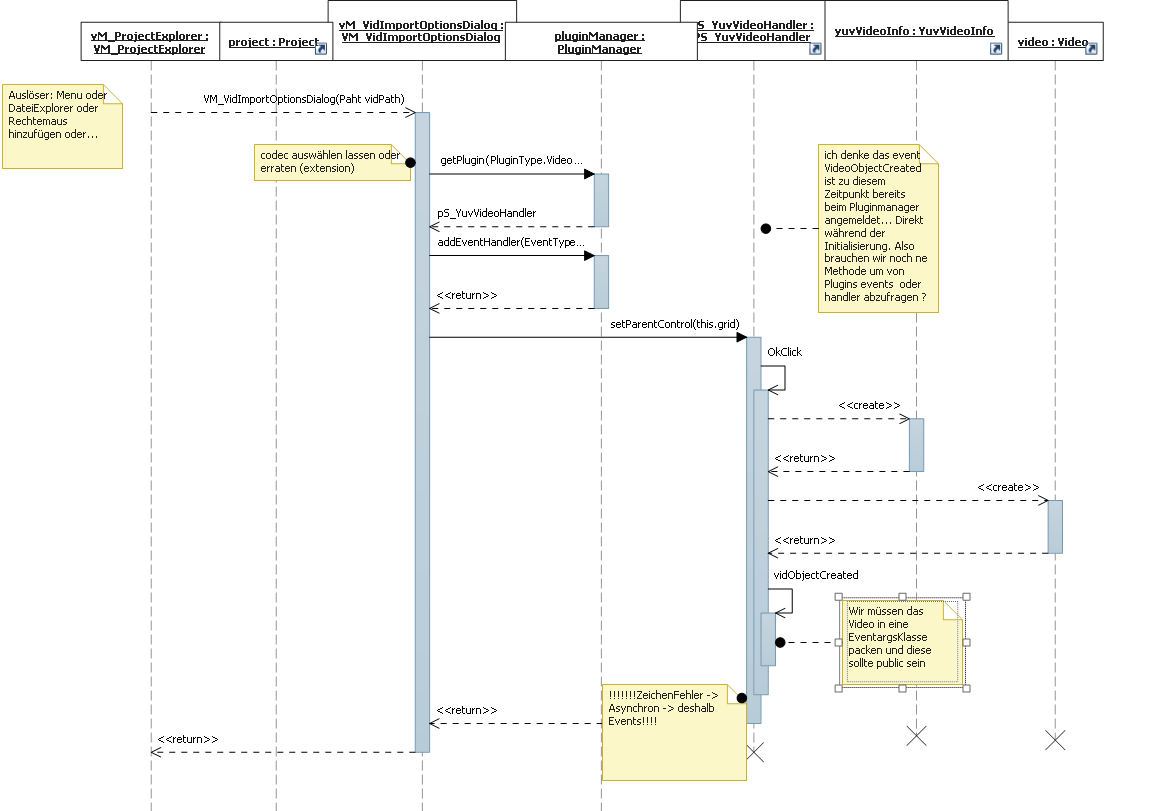 vM_ProjectExplorer :
VM_ProjectExplorer
project : Project
vM_VidImportOptionsDialog :
VM_VidImportOptionsDialog
pluginManager :
PluginManager
PS_YuvVideoHandler :
PS_YuvVideoHandler
yuvVideoInfo : YuvVideoInfo
video : Video
Auslöser: Menu oder
DateiExplorer oder
Rechtemaus
hinzufügen oder...
VM_VidImportOptionsDialog(Paht vidPath)
codec auswählen lassen oder
erraten (extension)
getPlugin(PluginType.Video...
ich denke das event
VideoObjectCreated
ist zu diesem
Zeitpunkt bereits
beim Pluginmanager
angemeldet... Direkt
während der
Initialisierung. Also
brauchen wir noch ne
Methode um von
Plugins events oder
handler abzufragen ?
pS_YuvVideoHandler
addEventHandler(EventType...
<<return>>
setParentControl(this.grid)
OkClick
<<create>>
<<return>>
<<create>>
<<return>>
vidObjectCreated
Wir müssen das
Video in eine
EventargsKlasse
packen und diese
sollte public sein
!!!!!!!ZeichenFehler ->
Asynchron -> deshalb
Events!!!!
<<return>>
<<return>>